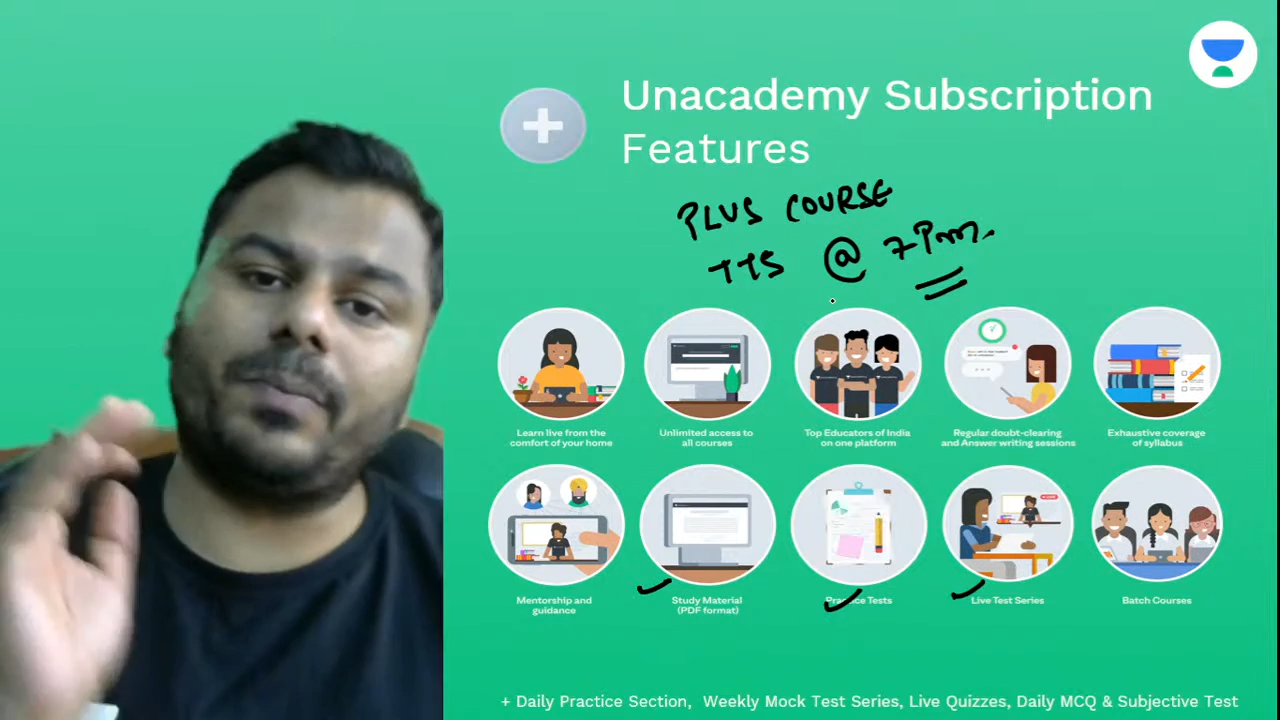 Unacademy Subscription
Features
PLUS COURSE
TTS @ 7Pm.
Learn live from the
comfort of your home
Unlimited access to
all courses
Top Educators of India
on one platform
Regular doubt-clearing
and Answer writing sessions
Exhaustive coverage
of syllabus
Mentorship and
guidance
Study Material
(PDF format)
Practice Tests
Live Test Series
Batch Courses
+ Daily Practice Section, Weekly Mock Test Series, Live Quizzes, Daily MCQ & Subjective Test